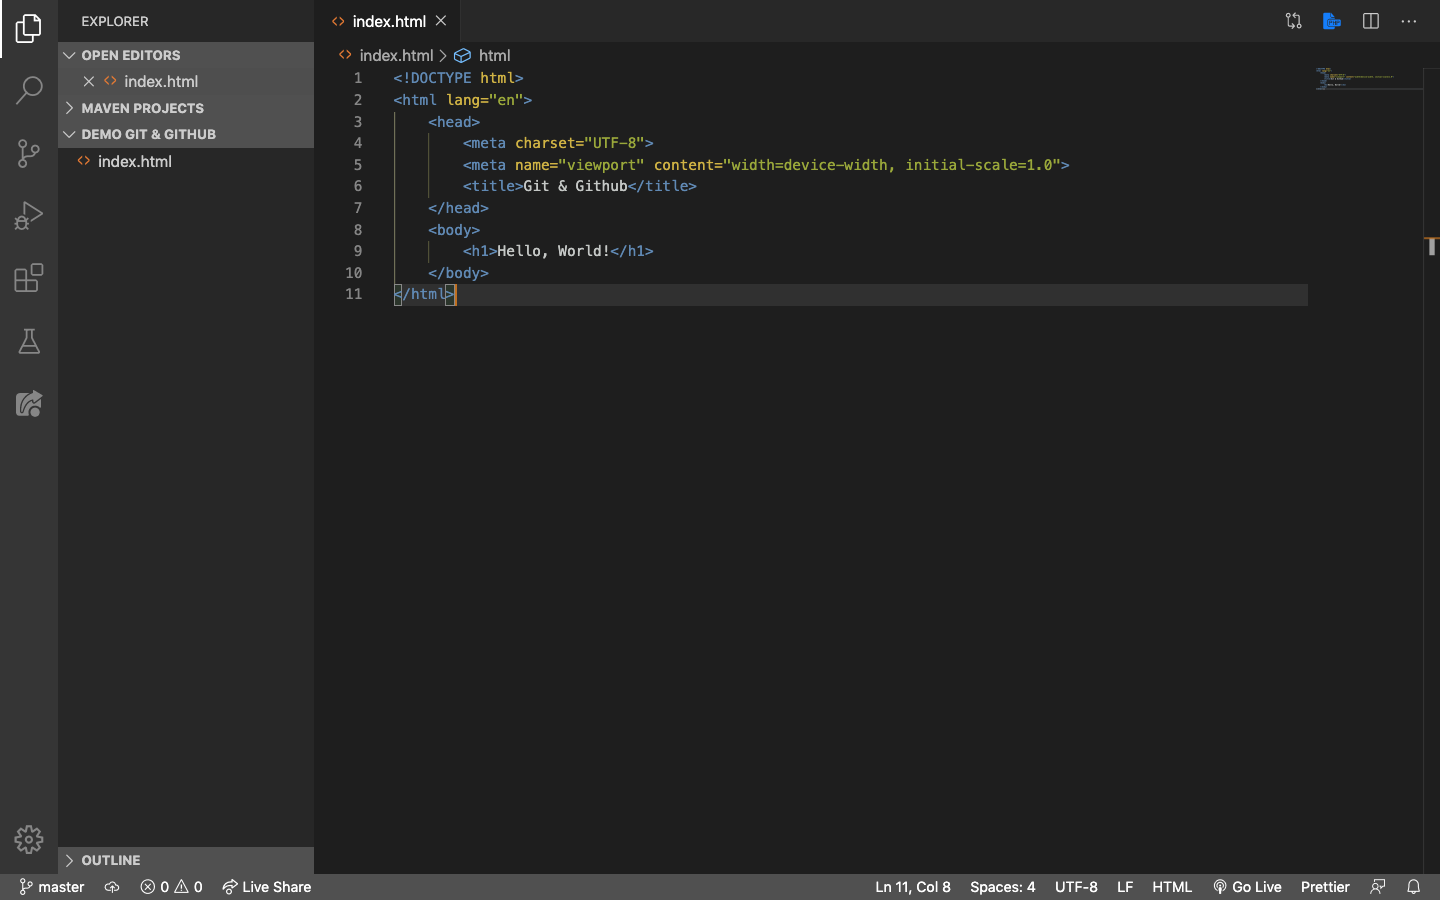 EXPLORER
OPEN EDITORS
index.html
MAVEN PROJECTS
DEMO GIT & GITHUB
index.html
OUTLINE
index.html
index.html > html
1 <!DOCTYPE html>
2 <html lang="en">
3 <head>
4 <meta charset="UTF-8">
5 <meta name="viewport" content="width=device-width, initial-scale=1.0">
6 <title>Git & Github</title>
7 </head>
8 <body>
9 <h1>Hello, World!</h1>
10 </body>
11 </html>
master 0 0 Live Share Ln 11, Col 8 Spaces: 4 UTF-8 LF HTML Go Live Prettier